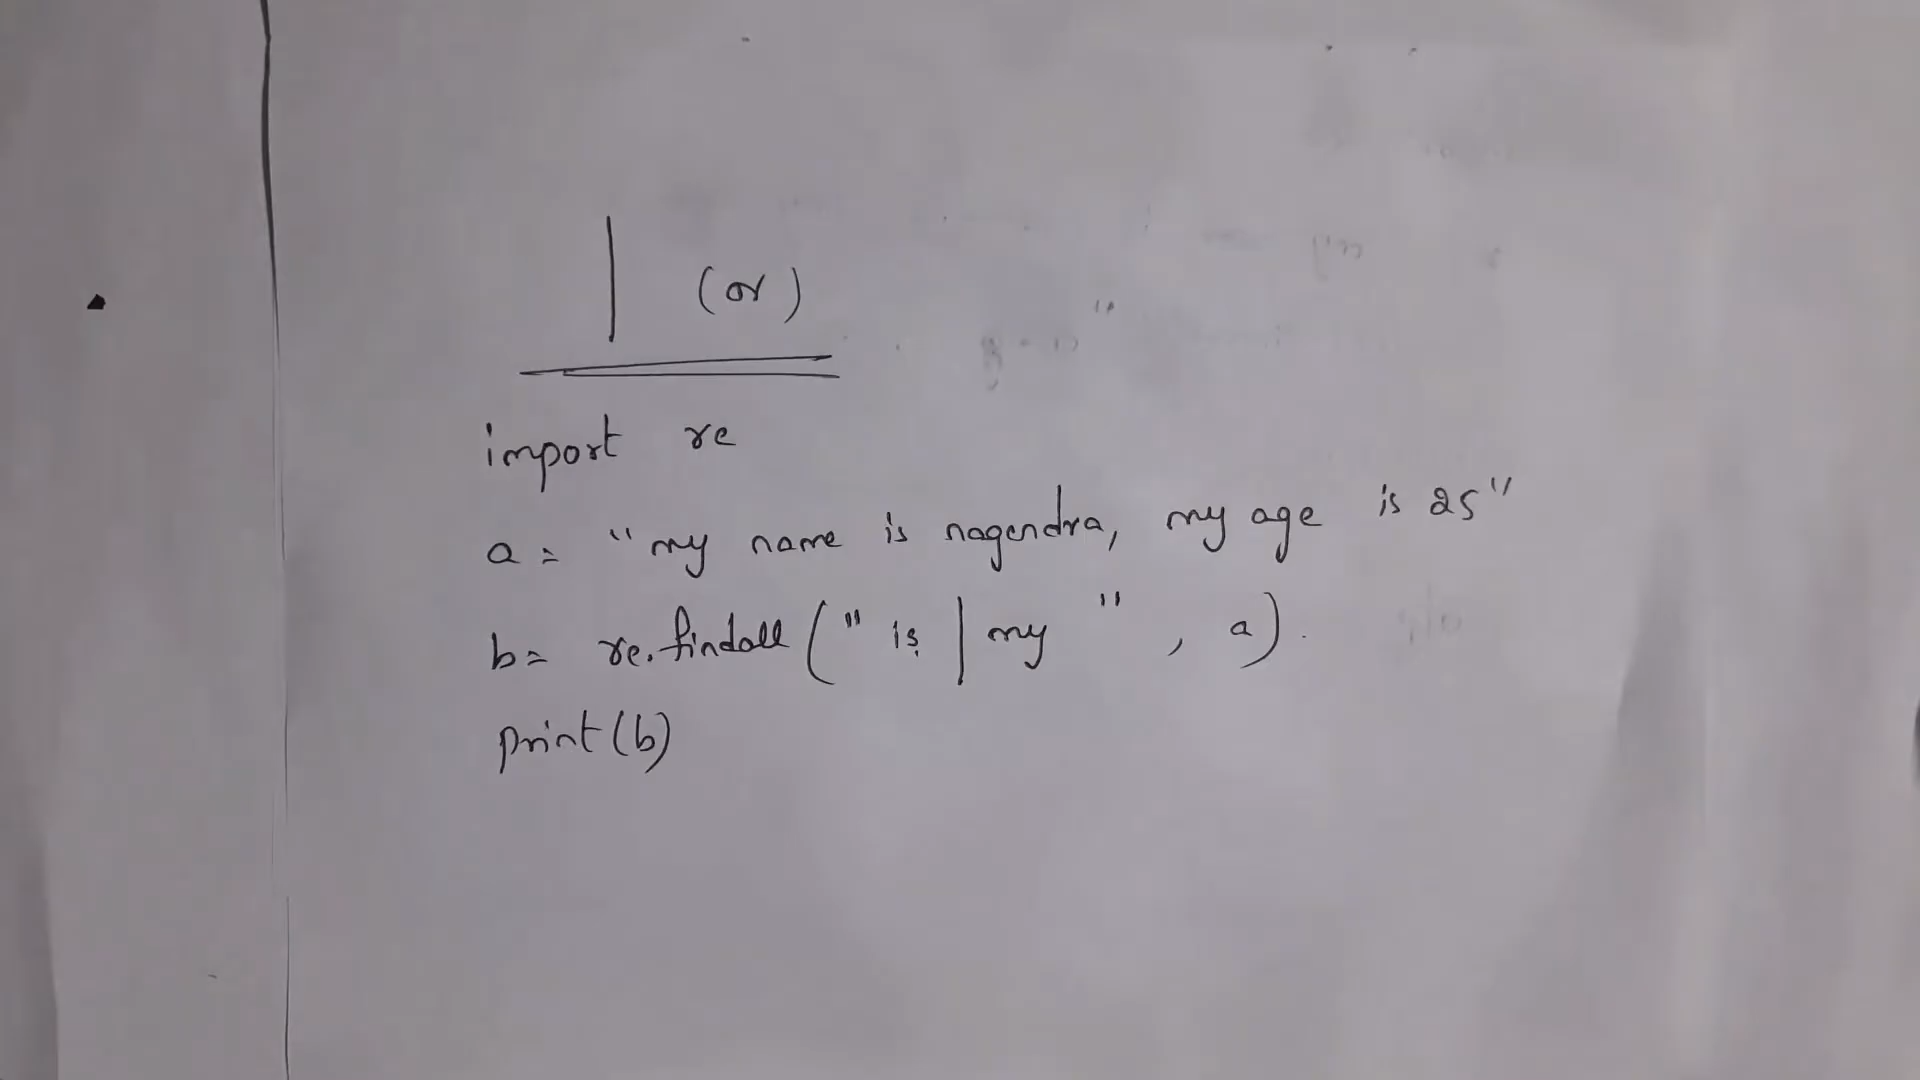 | (or)
import re
a = "my name is nagendra, my age is 25"
b = re.findall("is | my ", a).
print(b)